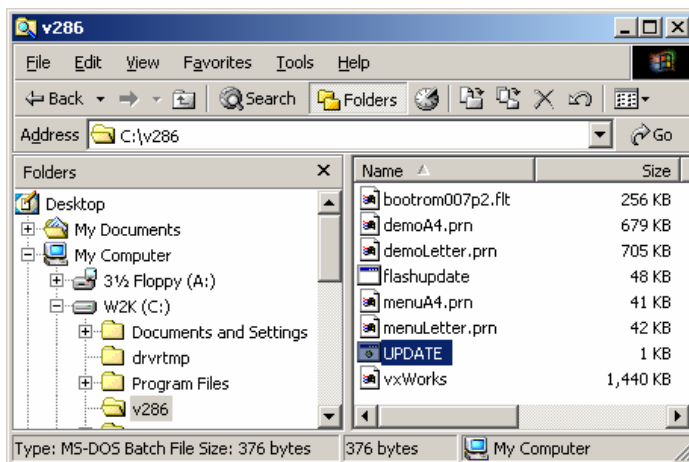 v286
File Edit View Favorites Tools Help
Back Search Folders
Address C:\v286 Go
Folders
Desktop
My Documents
My Computer
3½ Floppy (A:)
W2K (C:)
Documents and Settings
drvrtmp
Program Files
v286
Name Size
bootrom007p2.flt 256 KB
demoA4.prn 679 KB
demoLetter.prn 705 KB
flashupdate 48 KB
menuA4.prn 41 KB
menuLetter.prn 42 KB
UPDATE 1 KB
vxWorks 1,440 KB
Type: MS-DOS Batch File Size: 376 bytes 376 bytes My Computer